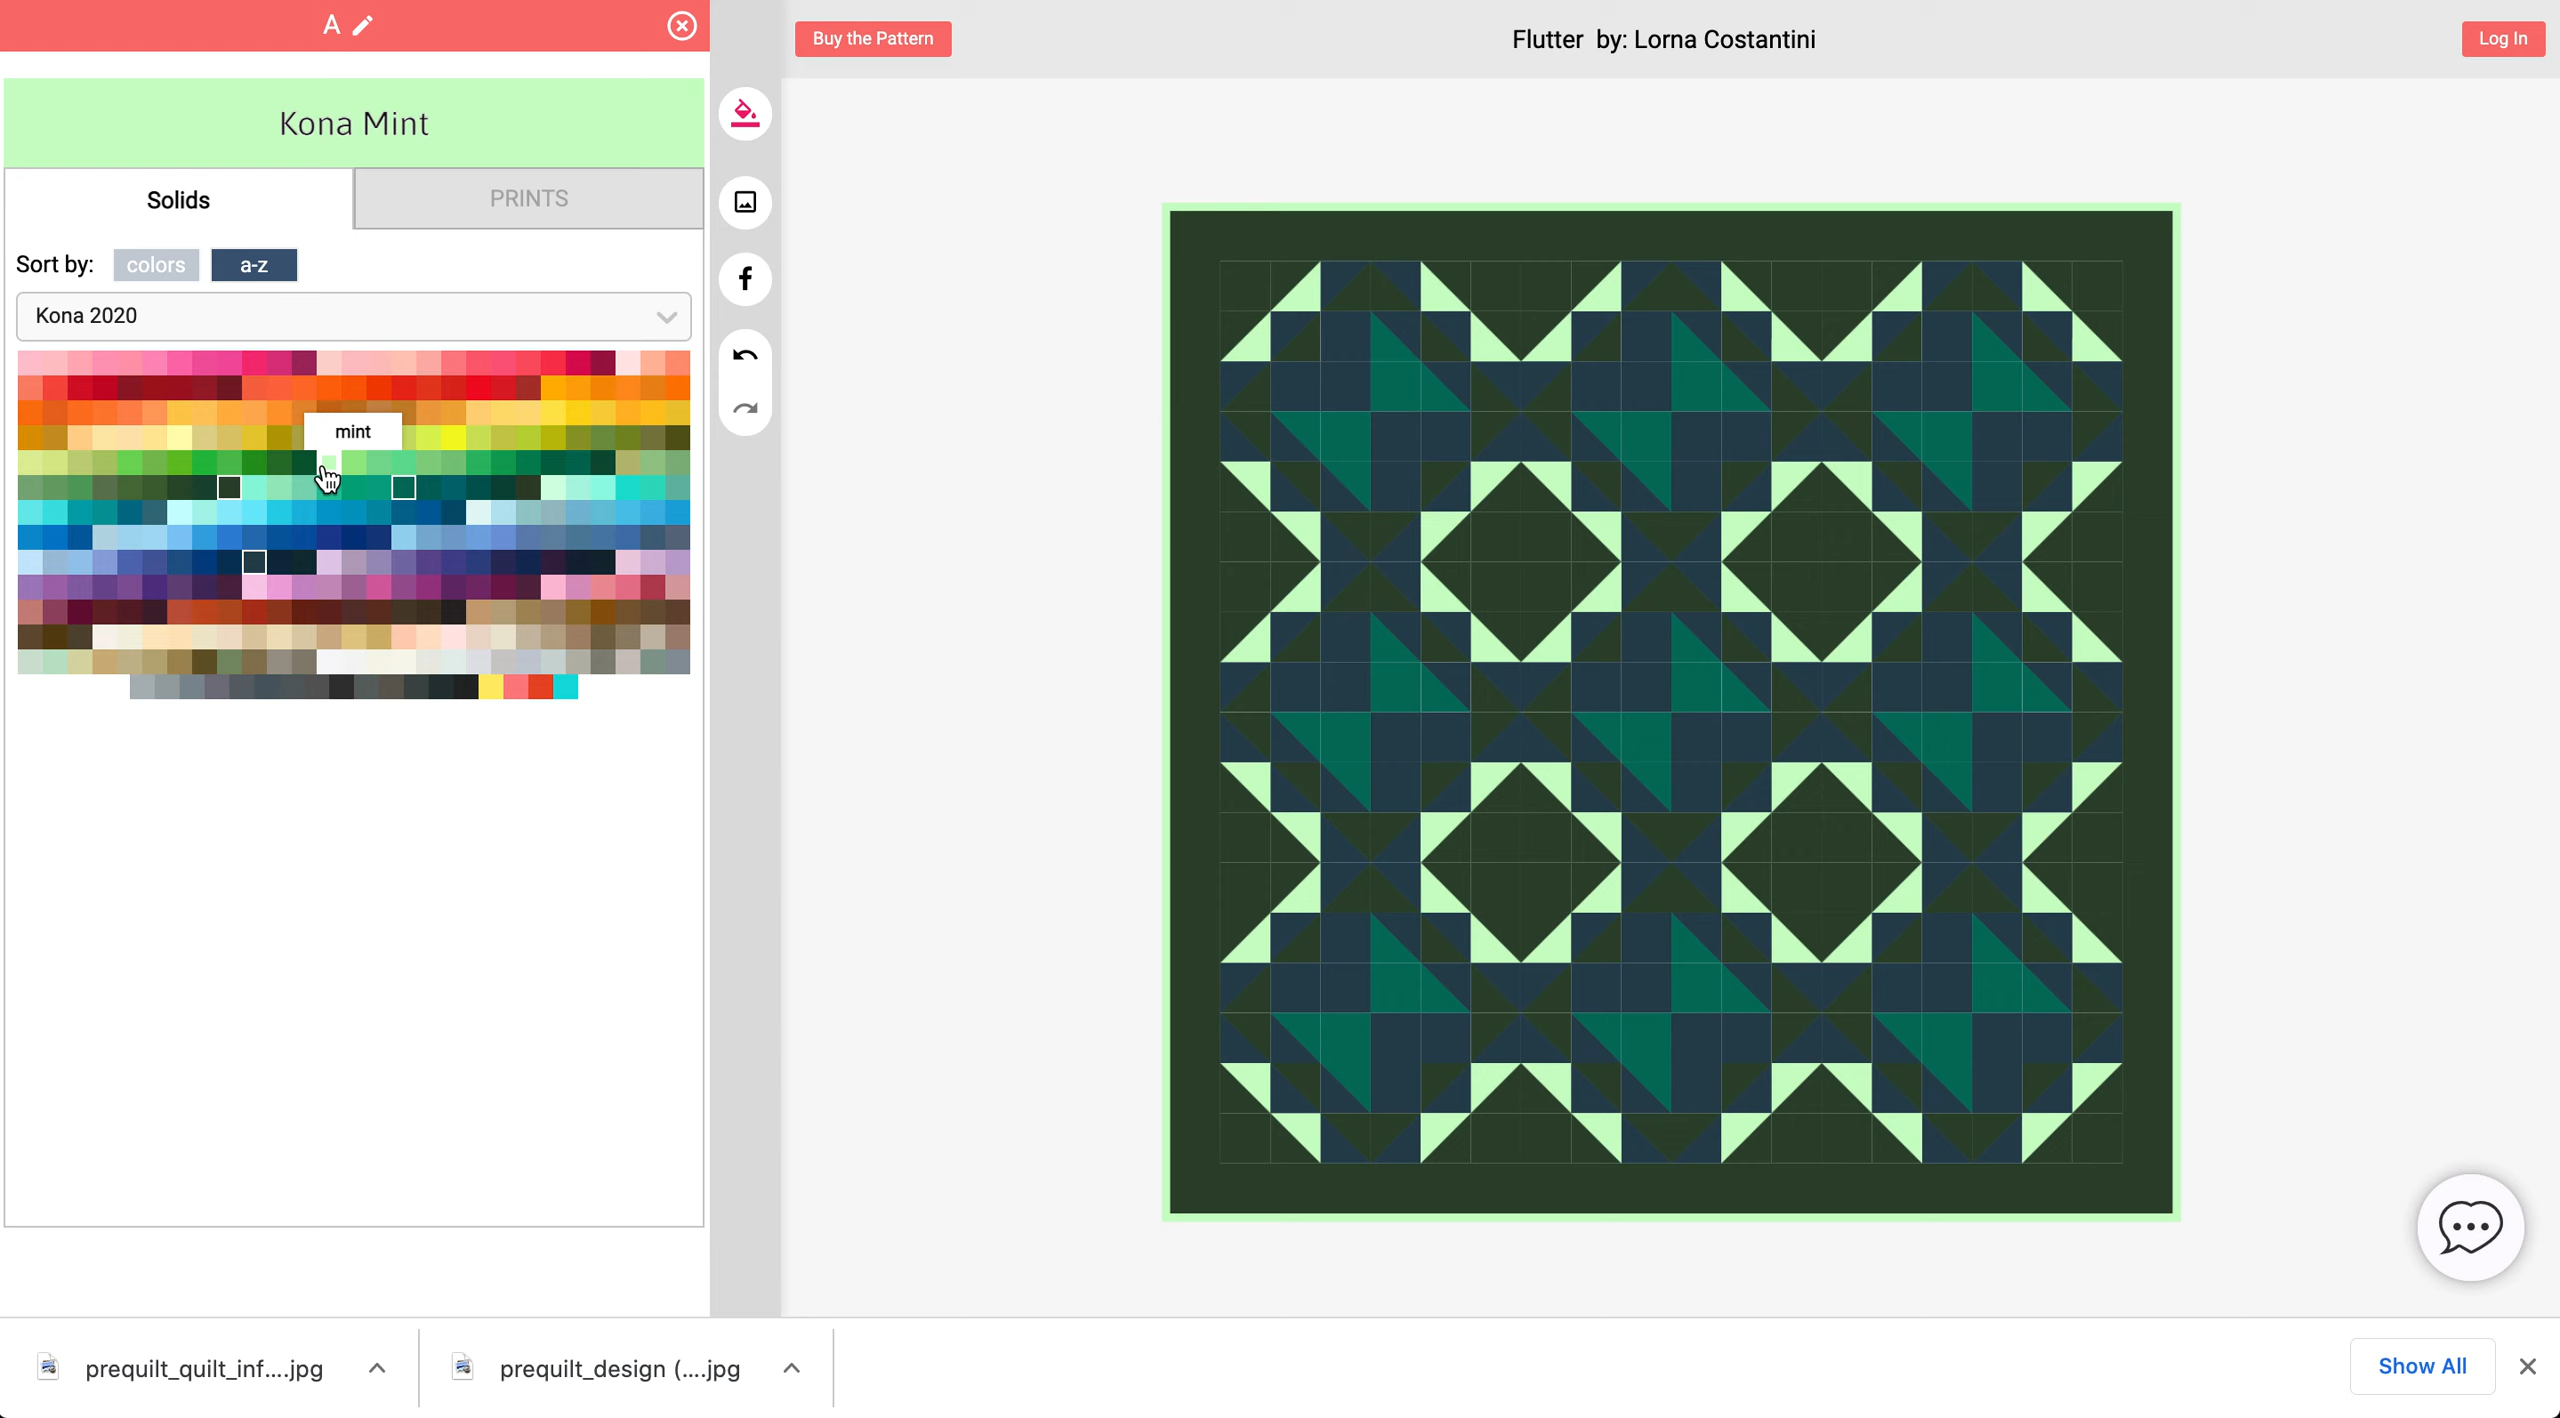 A
Buy the Pattern
Flutter by: Lorna Costantini
Log In
Kona Mint
Solids
PRINTS
Sort by: colors a-z
Kona 2020
mint
f
prequilt_quilt_inf....jpg
prequilt_design (....jpg
Show All